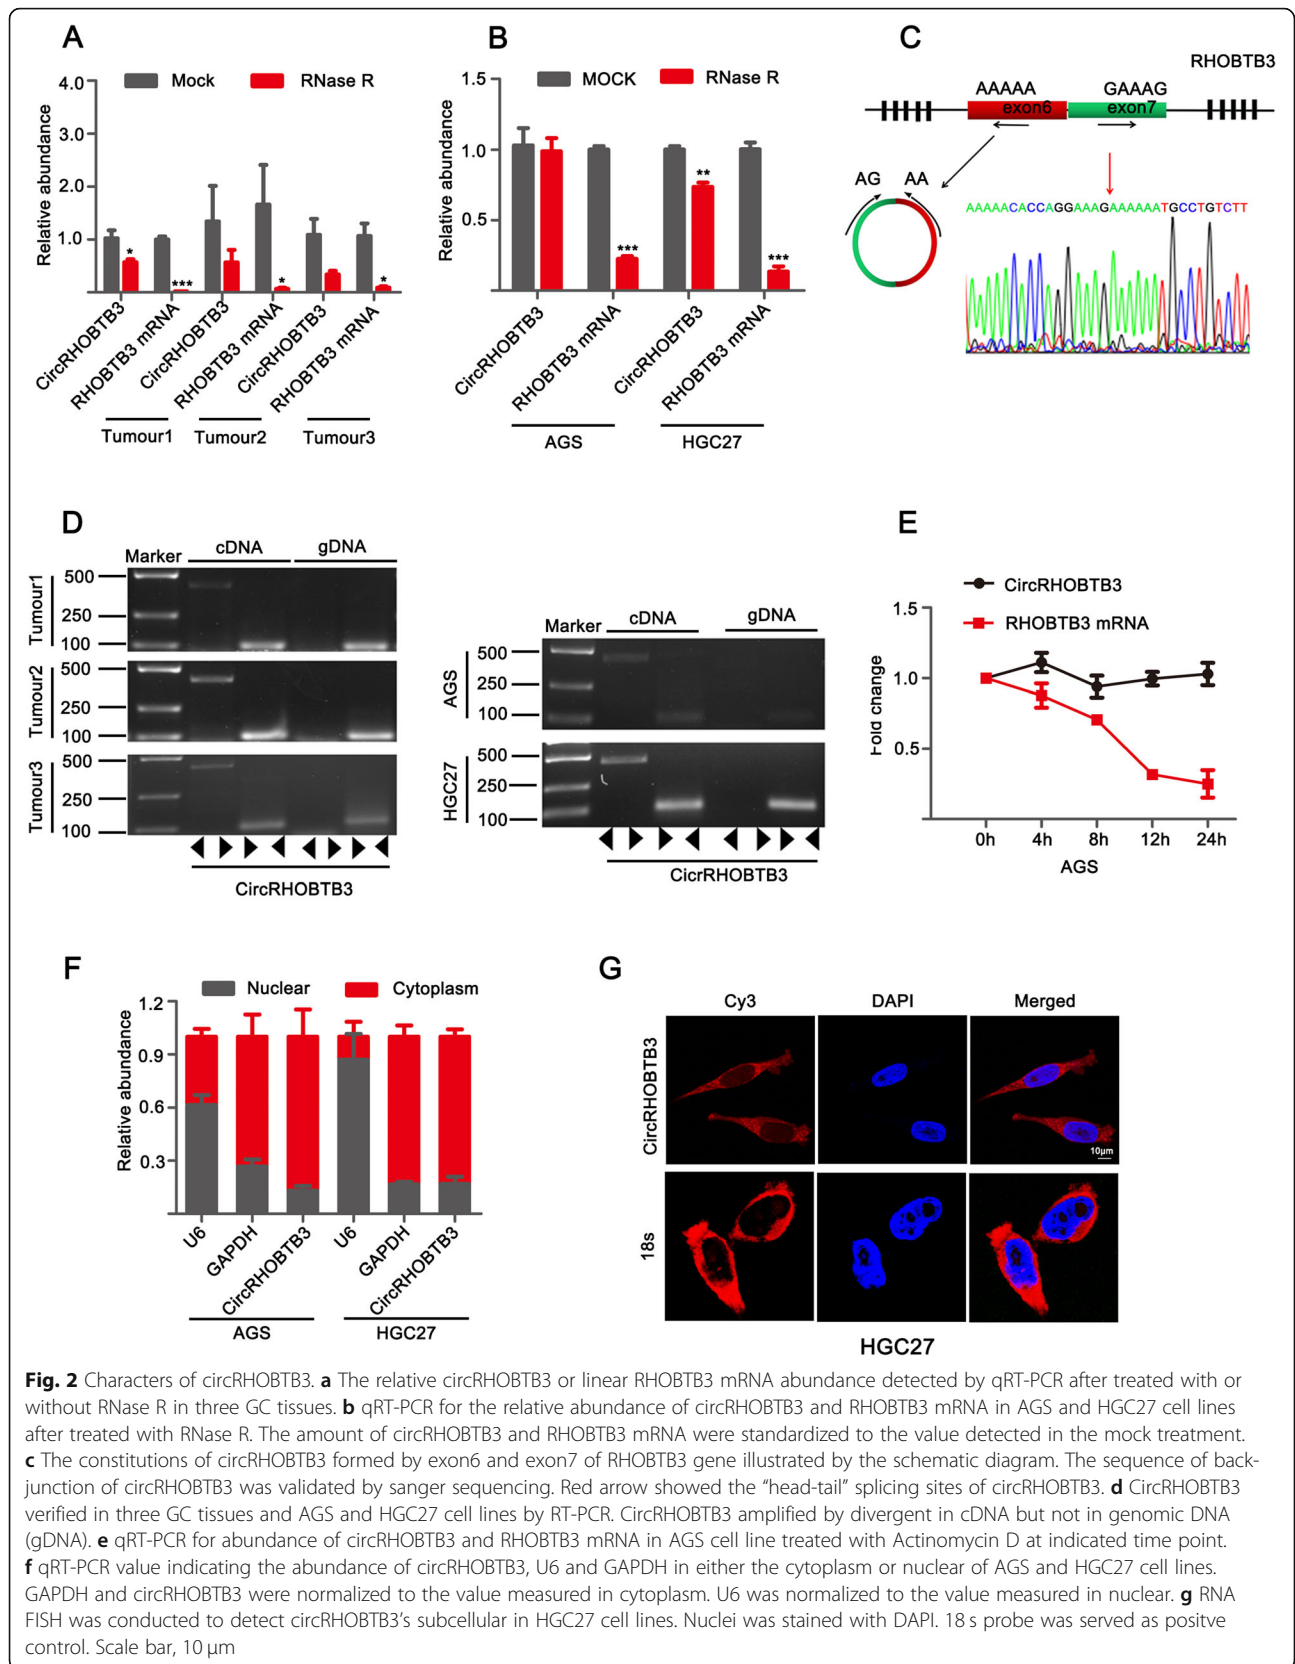 A
Mock RNase R
Relative abundance
4.0
3.0
2.0
1.0
* *** * *
CircRHOBTB3
RHOBTB3 mRNA
CircRHOBTB3
RHOBTB3 mRNA
CircRHOBTB3
RHOBTB3 mRNA
Tumour1 Tumour2 Tumour3
B
MOCK RNase R
Relative abundance
1.5
1.0
0.5
*** ** ***
CircRHOBTB3
RHOBTB3 mRNA
CircRHOBTB3
RHOBTB3 mRNA
AGS HGC27
C
RHOBTB3
AAAAA GAAAG
exon6 exon7
AG AA
AAAAACACCAGGAAAGAAAAAATGCCTGTCTT
D
Marker cDNA gDNA
Tumour1
500
250
100
Tumour2
500
250
100
Tumour3
500
250
100
CircRHOBTB3
Marker cDNA gDNA
AGS
500
250
100
HGC27
500
250
100
CicrRHOBTB3
E
CircRHOBTB3
RHOBTB3 mRNA
Fold change
1.5
1.0
0.5
0h 4h 8h 12h 24h
AGS
F
Nuclear Cytoplasm
Relative abundance
1.2
0.9
0.6
0.3
U6
GAPDH
CircRHOBTB3
U6
GAPDH
CircRHOBTB3
AGS HGC27
G
Cy3 DAPI Merged
CircRHOBTB3
10μm
18s
HGC27
Fig. 2 Characters of circRHOBTB3. a The relative circRHOBTB3 or linear RHOBTB3 mRNA abundance detected by qRT-PCR after treated with or
without RNase R in three GC tissues. b qRT-PCR for the relative abundance of circRHOBTB3 and RHOBTB3 mRNA in AGS and HGC27 cell lines
after treated with RNase R. The amount of circRHOBTB3 and RHOBTB3 mRNA were standardized to the value detected in the mock treatment.
c The constitutions of circRHOBTB3 formed by exon6 and exon7 of RHOBTB3 gene illustrated by the schematic diagram. The sequence of back-
junction of circRHOBTB3 was validated by sanger sequencing. Red arrow showed the “head-tail” splicing sites of circRHOBTB3. d CircRHOBTB3
verified in three GC tissues and AGS and HGC27 cell lines by RT-PCR. CircRHOBTB3 amplified by divergent in cDNA but not in genomic DNA
(gDNA). e qRT-PCR for abundance of circRHOBTB3 and RHOBTB3 mRNA in AGS cell line treated with Actinomycin D at indicated time point.
f qRT-PCR value indicating the abundance of circRHOBTB3, U6 and GAPDH in either the cytoplasm or nuclear of AGS and HGC27 cell lines.
GAPDH and circRHOBTB3 were normalized to the value measured in cytoplasm. U6 was normalized to the value measured in nuclear. g RNA
FISH was conducted to detect circRHOBTB3’s subcellular in HGC27 cell lines. Nuclei was stained with DAPI. 18 s probe was served as positve
control. Scale bar, 10 μm